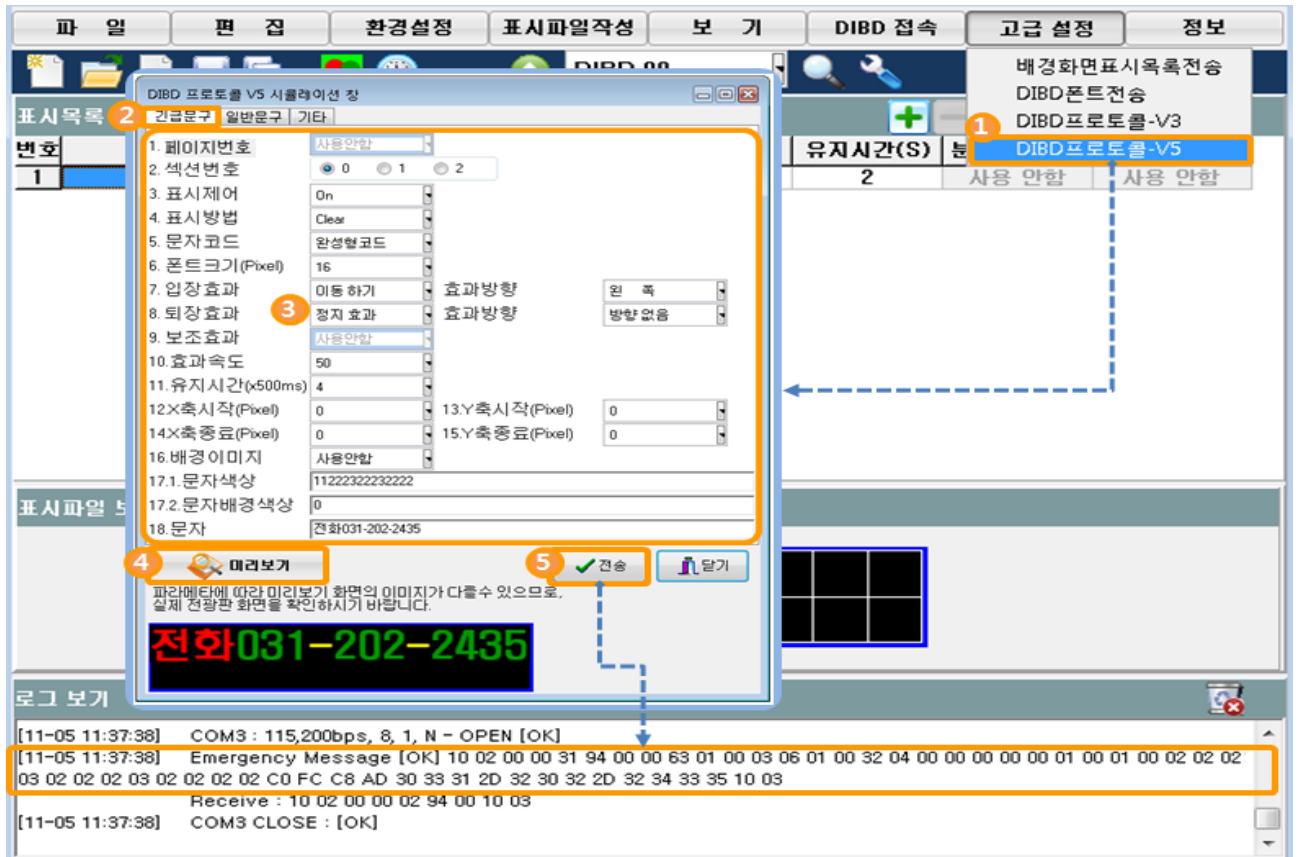 파 일 편 집 환경설정 표시파일작성 보 기 DIBD 접속 고급 설정 정보
배경화면표시목록전송
DIBD폰트전송
DIBD프로토콜-V3
1 DIBD프로토콜-V5
표시목록
번호 유지시간(S)
1 2 사용 안함 사용 안함
DIBD 프로토콜 V5 시뮬레이션 창
2 긴급문구 일반문구 기타
1. 페이지번호 사용안함
2. 섹션번호 0 1 2
3. 표시제어 On
4. 표시방법 Clear
5. 문자코드 완성형코드
6. 폰트크기(Pixel) 16
7. 입장효과 이동하기 효과방향 왼 쪽
8. 퇴장효과 3 정지 효과 효과방향 방향 없음
9. 보조효과 사용안함
10.효과속도 50
11.유지시간(x500ms) 4
12X축시작(Pixel) 0 13.Y축시작(Pixel) 0
14X축종료(Pixel) 0 15.Y축종료(Pixel) 0
16.배경이미지 사용안함
17.1.문자색상 11222322232222
17.2.문자배경색상 0
18.문자 전화031-202-2435
4 미리보기 5 전송 닫기
파라메타에 따라 미리보기 화면의 이미지가 다를수 있으므로,
실제 전광판 화면을 확인하시기 바랍니다.
전화031-202-2435
표시파일
로그 보기
[11-05 11:37:38] COM3 : 115,200bps, 8, 1, N - OPEN [OK]
[11-05 11:37:38] Emergency Message [OK] 10 02 00 00 31 94 00 00 63 01 00 03 06 01 00 32 04 00 00 00 00 00 01 00 01 00 02 02 02
03 02 02 02 03 02 02 02 02 C0 FC C8 AD 30 33 31 2D 32 30 32 2D 32 34 33 35 10 03
Receive : 10 02 00 00 02 94 00 10 03
[11-05 11:37:38] COM3 CLOSE : [OK]